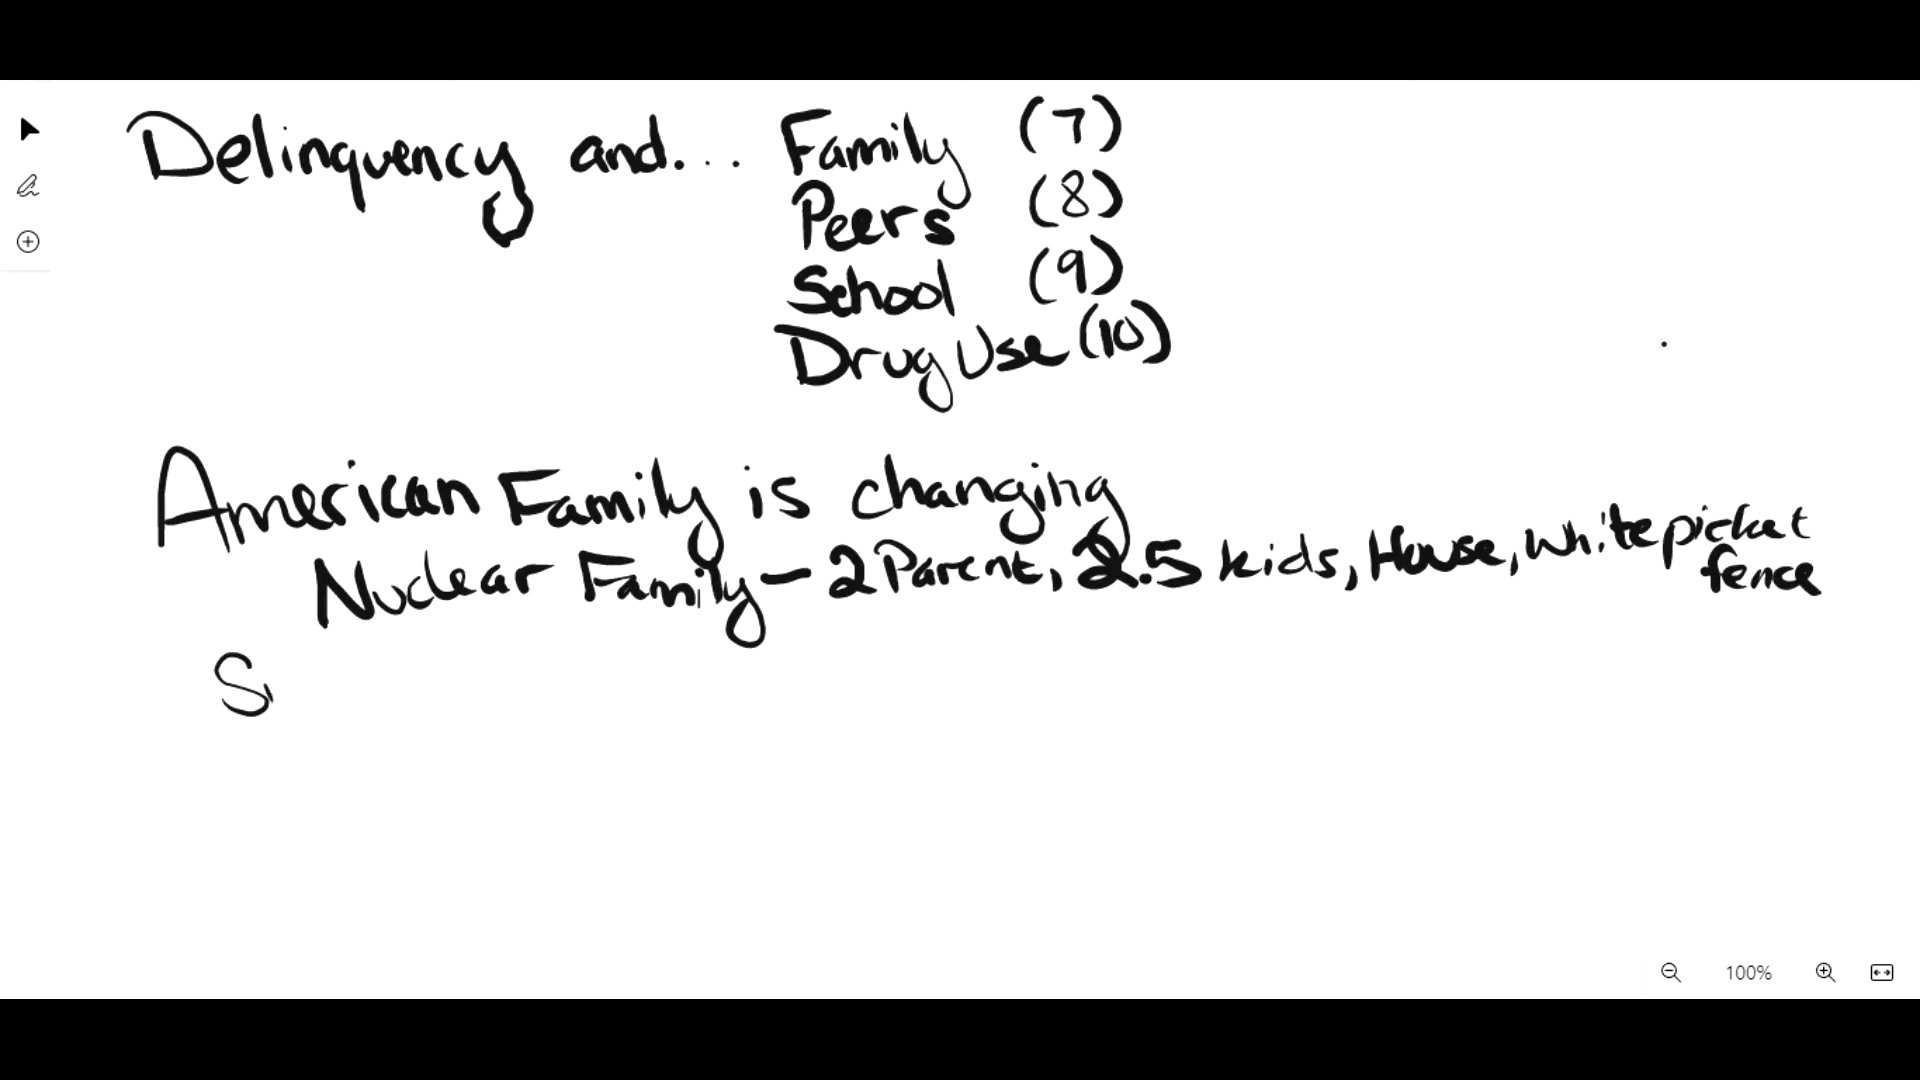 Delinquency and... Family (7)
Peers (8)
School (9)
Drug Use (10)
American Family is changing
Nuclear Family - 2 Parent, 2.5 kids, House, white picket
fence
S
100%